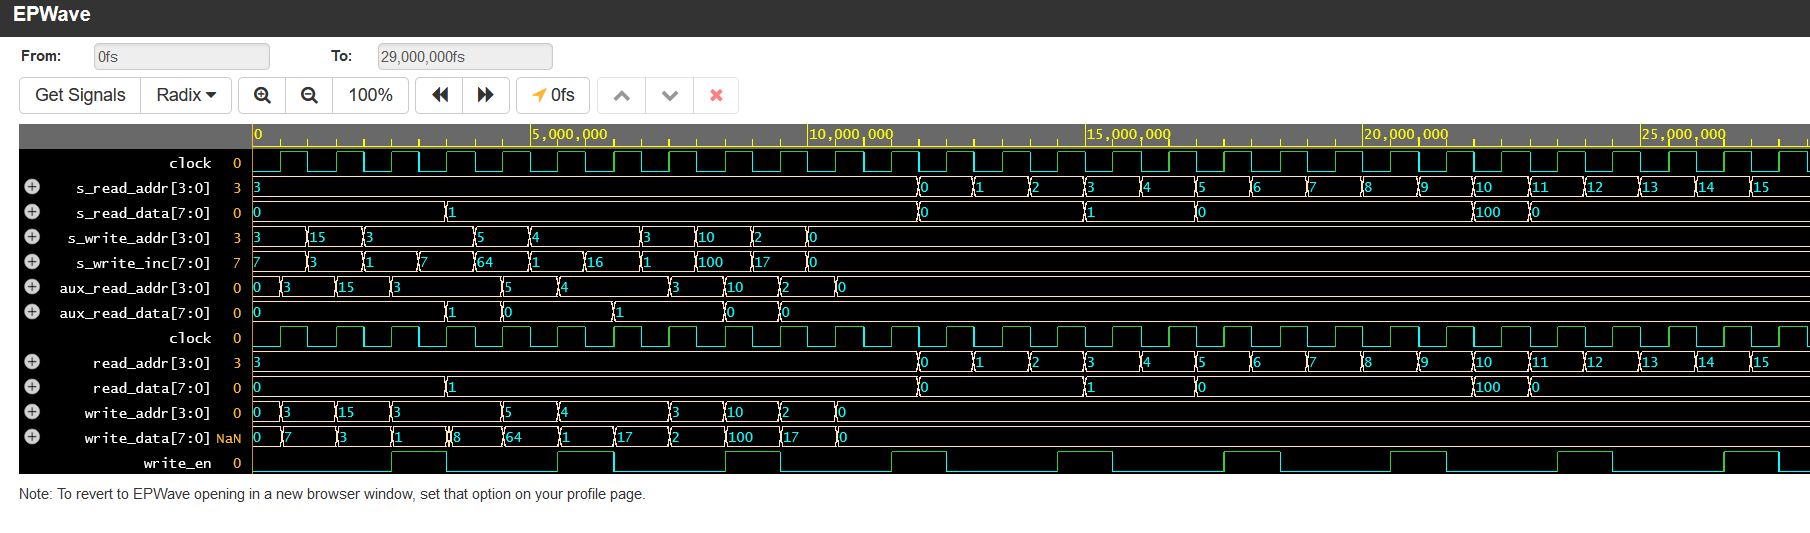 EPWave
From: 0fs To: 29,000,000fs
Get Signals Radix 100% 0fs
0 5,000,000 10,000,000 15,000,000 20,000,000 25,000,000
clock 0
s_read_addr[3:0] 3 3 0 1 2 3 4 5 6 7 8 9 10 11 12 13 14 15
s_read_data[7:0] 0 0 1 0 1 0 100 0
s_write_addr[3:0] 3 3 15 3 5 4 3 10 2 0
s_write_inc[7:0] 7 7 3 1 7 64 1 16 1 100 17 0
aux_read_addr[3:0] 0 0 3 15 3 5 4 3 10 2 0
aux_read_data[7:0] 0 0 1 0 1 0 0
clock 0
read_addr[3:0] 3 3 0 1 2 3 4 5 6 7 8 9 10 11 12 13 14 15
read_data[7:0] 0 0 1 0 1 0 100 0
write_addr[3:0] 0 0 3 15 3 5 4 3 10 2 0
write_data[7:0] NaN 0 7 3 1 8 64 1 17 2 100 17 0
write_en 0
Note: To revert to EPWave opening in a new browser window, set that option on your profile page.